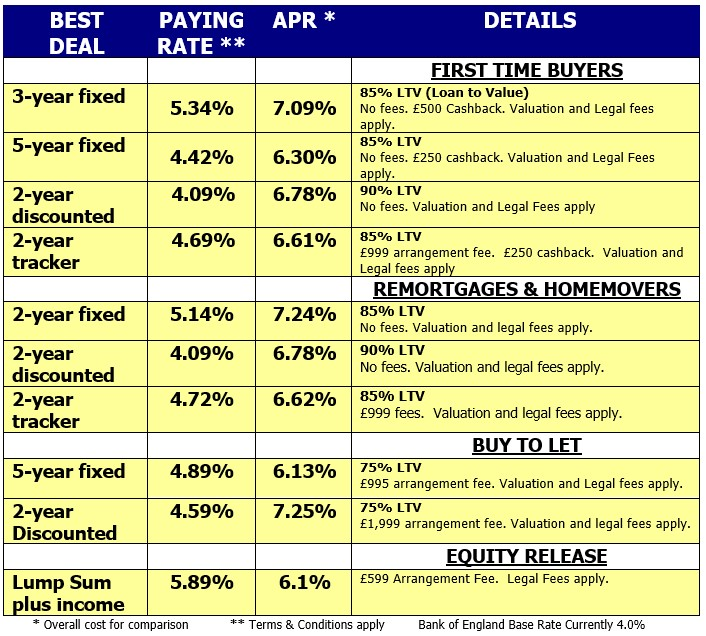 BEST DEAL PAYING RATE ** APR * DETAILS
FIRST TIME BUYERS
3-year fixed 5.34% 7.09% 85% LTV (Loan to Value)
No fees. £500 Cashback. Valuation and Legal fees
apply.
5-year fixed 4.42% 6.30% 85% LTV
No fees. £250 cashback. Valuation and Legal Fees
apply.
2-year discounted 4.09% 6.78% 90% LTV
No fees. Valuation and Legal Fees apply
2-year tracker 4.69% 6.61% 85% LTV
£999 arrangement fee. £250 cashback. Valuation and
Legal fees apply
REMORTGAGES & HOMEMOVERS
2-year fixed 5.14% 7.24% 85% LTV
No fees. Valuation and legal fees apply.
2-year discounted 4.09% 6.78% 90% LTV
No fees. Valuation and legal fees apply.
2-year tracker 4.72% 6.62% 85% LTV
£999 fees. Valuation and legal fees apply.
BUY TO LET
5-year fixed 4.89% 6.13% 75% LTV
£995 arrangement fee. Valuation and Legal fees apply.
2-year Discounted 4.59% 7.25% 75% LTV
£1,999 arrangement fee. Valuation and legal fees apply.
EQUITY RELEASE
Lump Sum plus income 5.89% 6.1% £599 Arrangement Fee. Legal Fees apply.
* Overall cost for comparison ** Terms & Conditions apply Bank of England Base Rate Currently 4.0%